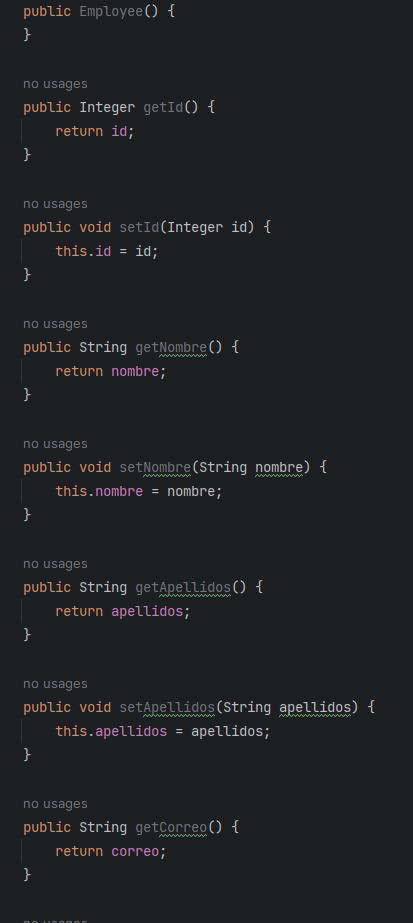 public Employee() {
}
no usages
public Integer getId() {
return id;
}
no usages
public void setId(Integer id) {
this.id = id;
}
no usages
public String getNombre() {
return nombre;
}
no usages
public void setNombre(String nombre) {
this.nombre = nombre;
}
no usages
public String getApellidos() {
return apellidos;
}
no usages
public void setApellidos(String apellidos) {
this.apellidos = apellidos;
}
no usages
public String getCorreo() {
return correo;
}
no usages